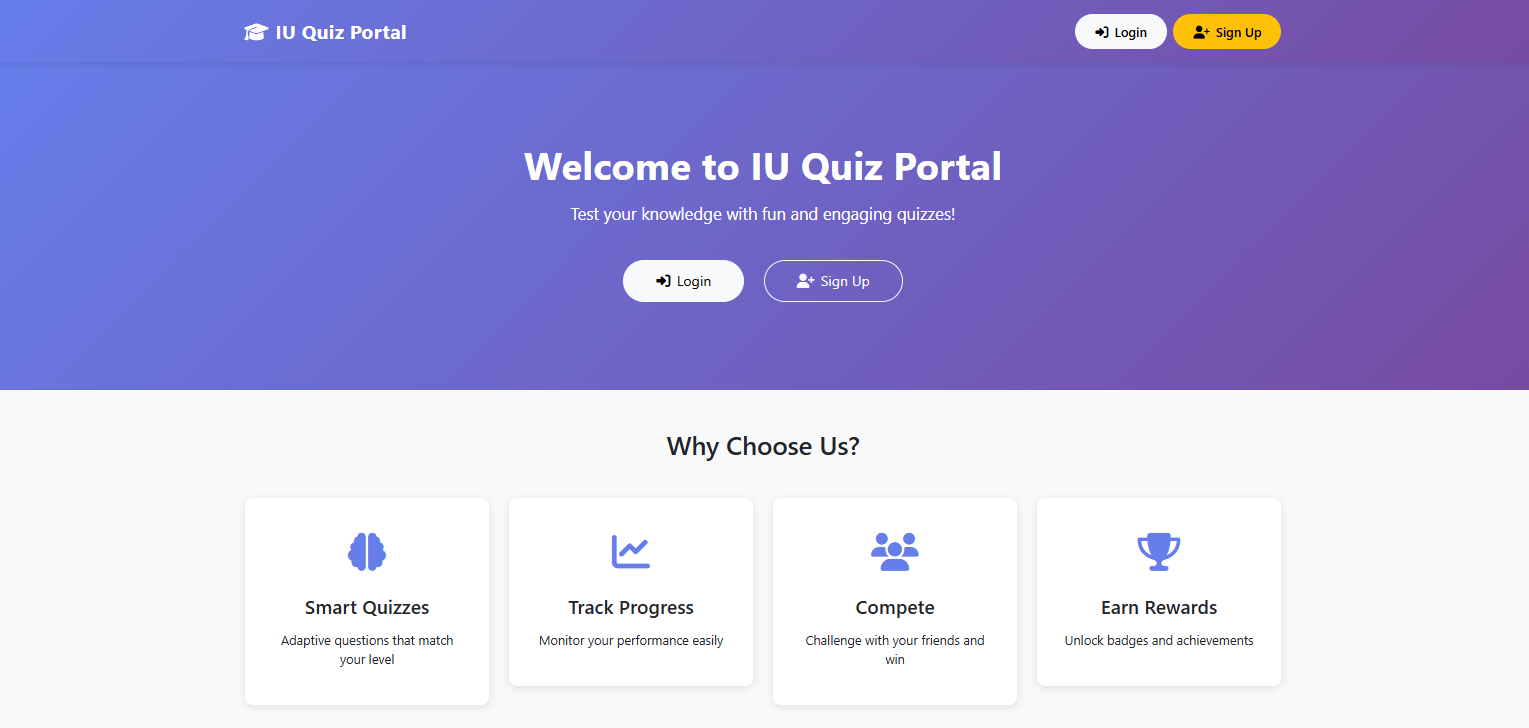 IU Quiz Portal
Login
Sign Up
Welcome to IU Quiz Portal
Test your knowledge with fun and engaging quizzes!
Login
Sign Up
Why Choose Us?
Smart Quizzes
Adaptive questions that match
your level
Track Progress
Monitor your performance easily
Compete
Challenge with your friends and
win
Earn Rewards
Unlock badges and achievements